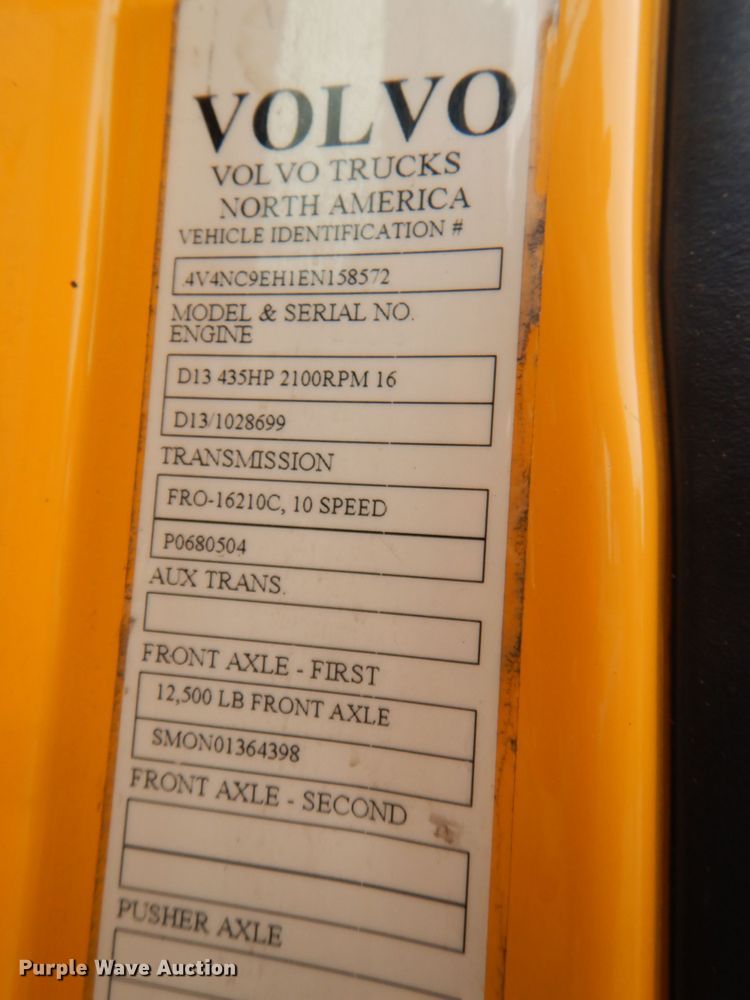 VOLVO
VOLVO TRUCKS
NORTH AMERICA
VEHICLE IDENTIFICATION #
4V4NC9EH1EN158572
MODEL & SERIAL NO.
ENGINE
D13 435HP 2100RPM 16
D13/1028699
TRANSMISSION
FRO-16210C, 10 SPEED
P0680504
AUX TRANS.
FRONT AXLE - FIRST
12,500 LB FRONT AXLE
SMON01364398
FRONT AXLE - SECOND
PUSHER AXLE
Purple Wave Auction